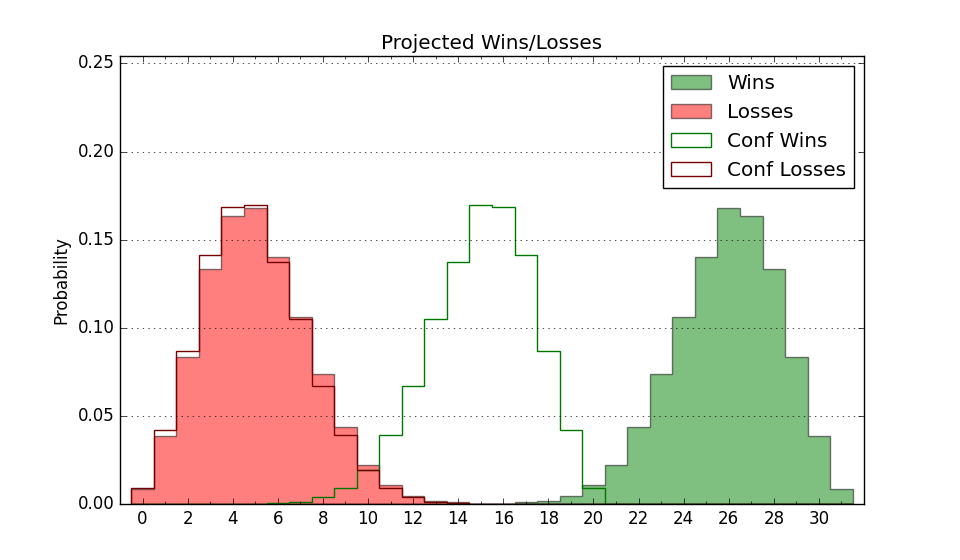 Projected Wins/Losses
0.25
0.20
0.15
0.10
0.05
0.00
Probability
Wins
Losses
Conf Wins
Conf Losses
0 2 4 6 8 10 12 14 16 18 20 22 24 26 28 30